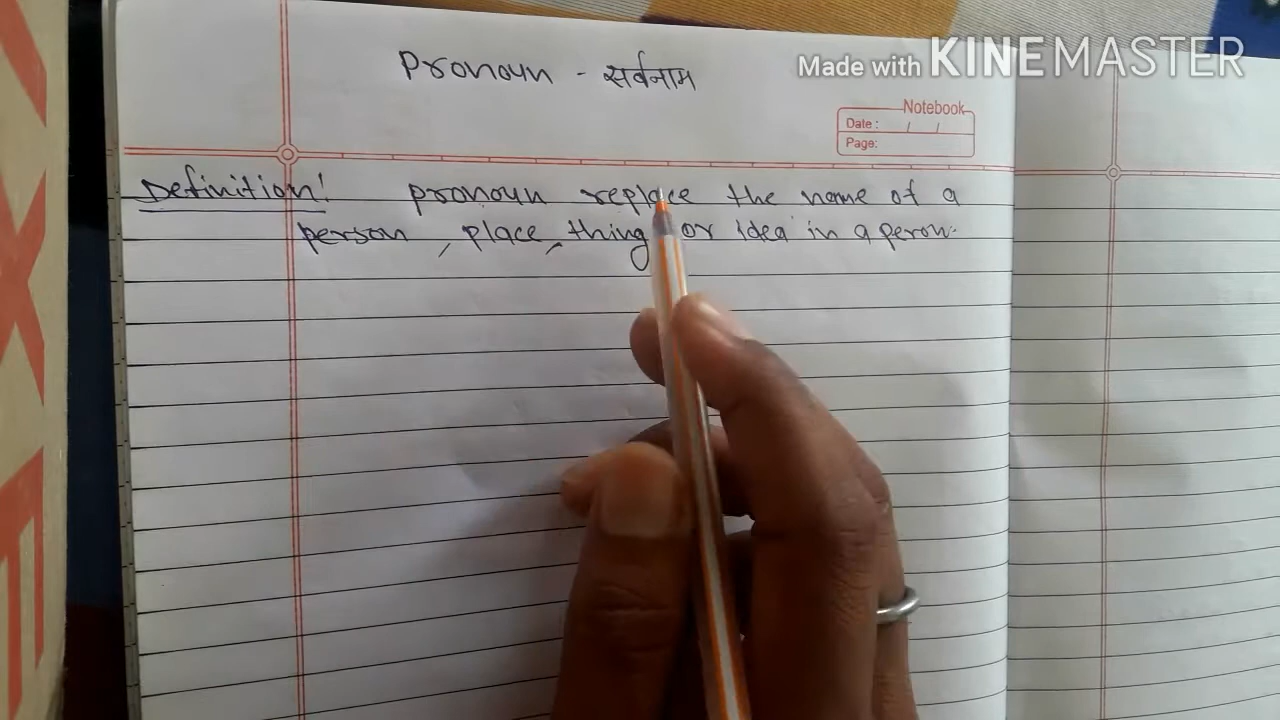 Pronoun - सर्वनाम
Made with KINEMASTER
Notebook
Date : / /
Page:
Definition! pronoun replace the name of a
person, place, thing or Idea in a peron.